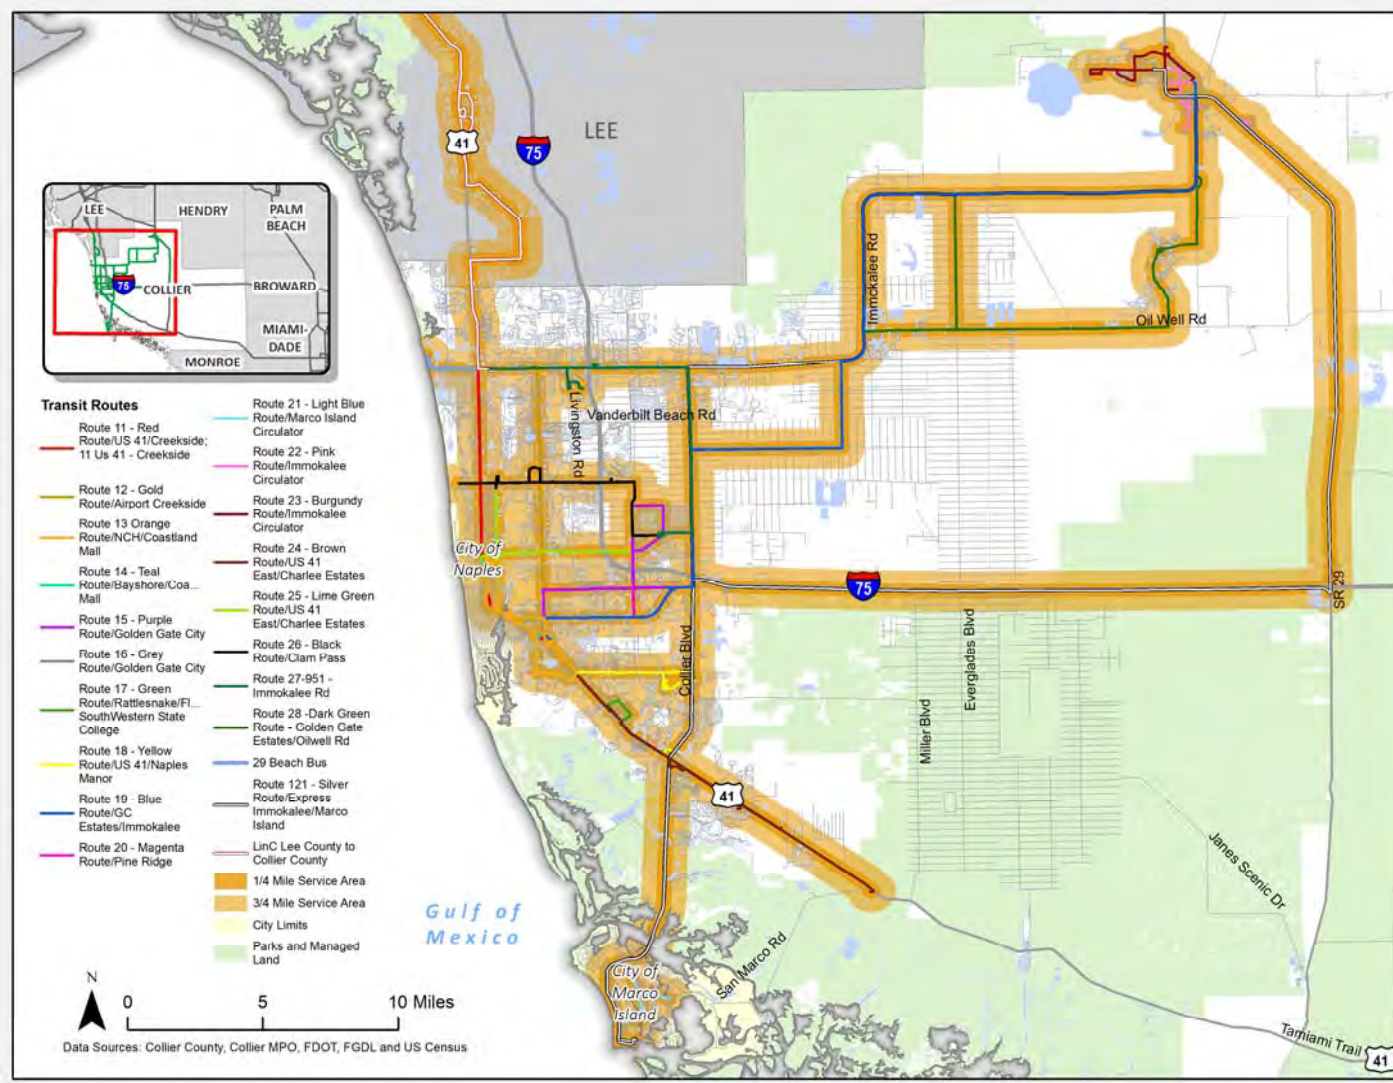 41
75
LEE
LEE
HENDRY
PALM
BEACH
75
COLLIER
BROWARD
MIAMI-
DADE
MONROE
Immokalee Rd
Oil Well Rd
Livingston Rd
Vanderbilt Beach Rd
City of
Naples
75
SR 29
Collier Blvd
Everglades Blvd
Miller Blvd
41
Janes Scenic Dr
San Marco Rd
Gulf of
Mexico
City of
Marco
Island
Tamiami Trail
41
Transit Routes
Route 11 - Red
Route/US 41/Creekside;
11 Us 41 - Creekside
Route 12 - Gold
Route/Airport Creekside
Route 13 Orange
Route/NCH/Coastland
Mall
Route 14 - Teal
Route/Bayshore/Coa...
Mall
Route 15 - Purple
Route/Golden Gate City
Route 16 - Grey
Route/Golden Gate City
Route 17 - Green
Route/Rattlesnake/Fl...
SouthWestern State
College
Route 18 - Yellow
Route/US 41/Naples
Manor
Route 19 - Blue
Route/GC
Estates/Immokalee
Route 20 - Magenta
Route/Pine Ridge
Route 21 - Light Blue
Route/Marco Island
Circulator
Route 22 - Pink
Route/Immokalee
Circulator
Route 23 - Burgundy
Route/Immokalee
Circulator
Route 24 - Brown
Route/US 41
East/Charlee Estates
Route 25 - Lime Green
Route/US 41
East/Charlee Estates
Route 26 - Black
Route/Clam Pass
Route 27-951 -
Immokalee Rd
Route 28 -Dark Green
Route - Golden Gate
Estates/Oilwell Rd
29 Beach Bus
Route 121 - Silver
Route/Express
Immokalee/Marco
Island
LinC Lee County to
Collier County
1/4 Mile Service Area
3/4 Mile Service Area
City Limits
Parks and Managed
Land
N
0 5 10 Miles
Data Sources: Collier County, Collier MPO, FDOT, FGDL and US Census